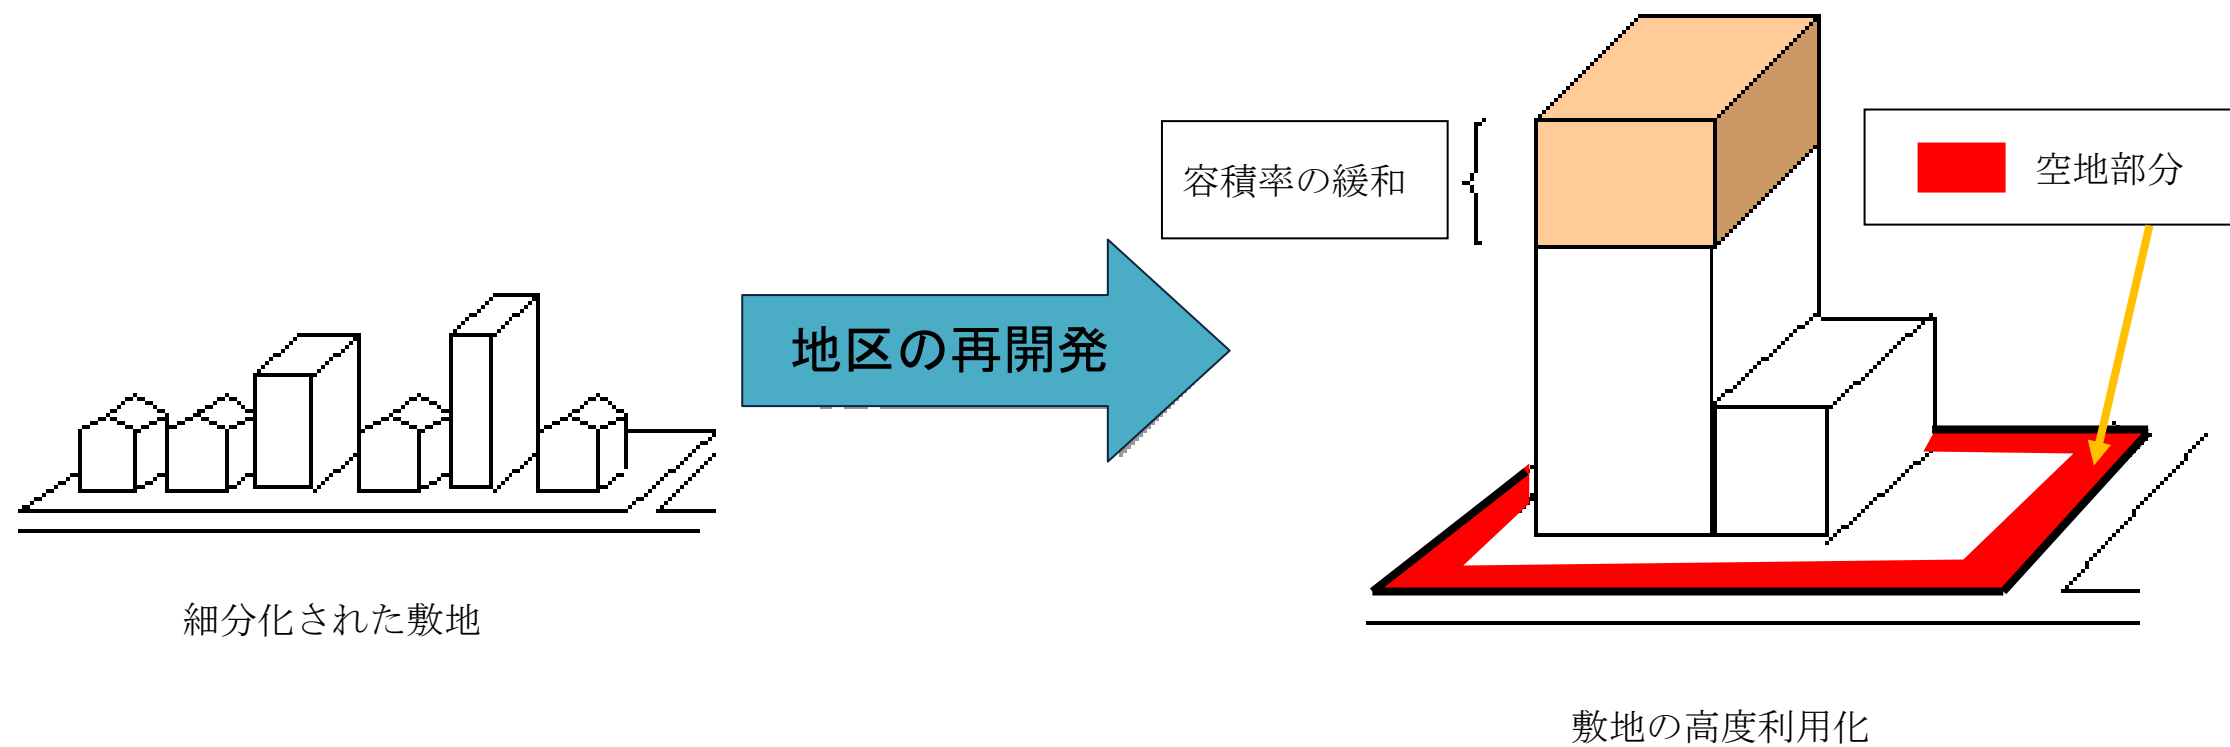 容積率の緩和
空地部分
地区の再開発
細分化された敷地
敷地の高度利用化